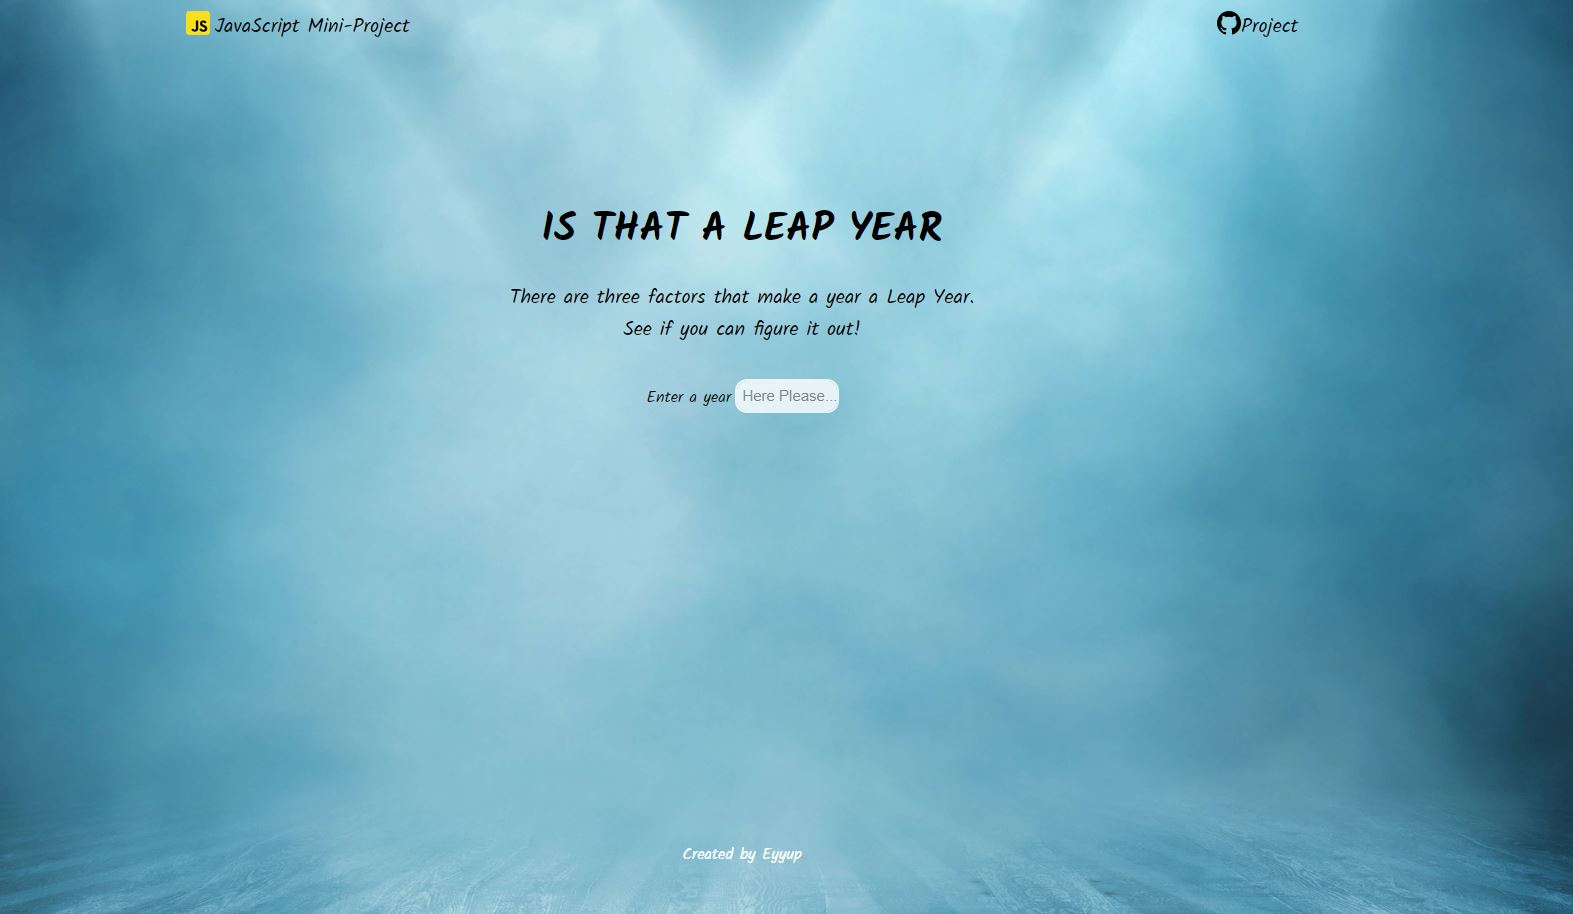 JS JavaScript Mini-Project
Project
IS THAT A LEAP YEAR
There are three factors that make a year a Leap Year.
See if you can figure it out!
Enter a year Here Please...
Created by Eyyup